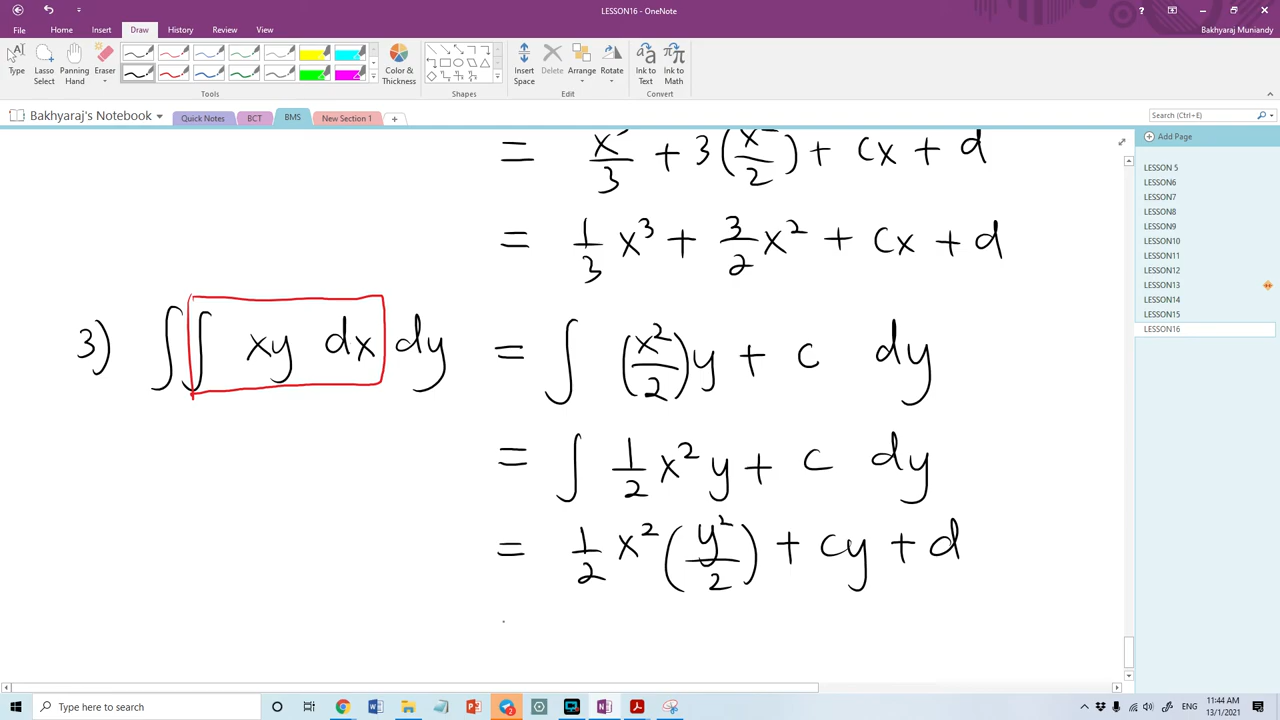 LESSON16 - OneNote
File Home Insert Draw History Review View
Bakhyaraj Muniandy
Type Lasso Select Panning Hand Eraser Color & Thickness Insert Space Delete Arrange Rotate Ink to Text Ink to Math
Tools Shapes Edit Convert
Bakhyaraj's Notebook Quick Notes BCT BMS New Section 1 Search (Ctrl+E)
Add Page
LESSON 5
LESSON6
LESSON7
LESSON8
LESSON9
LESSON10
LESSON11
LESSON12
LESSON13
LESSON14
LESSON15
LESSON16
= x³/3 + 3(x²/2) + cx + d
= 1/3 x³ + 3/2 x² + cx + d
3) ∫∫ xy dx dy = ∫ (x²/2)y + c dy
= ∫ 1/2 x²y + c dy
= 1/2 x² (y²/2) + cy + d
Type here to search
ENG
11:44 AM
13/1/2021